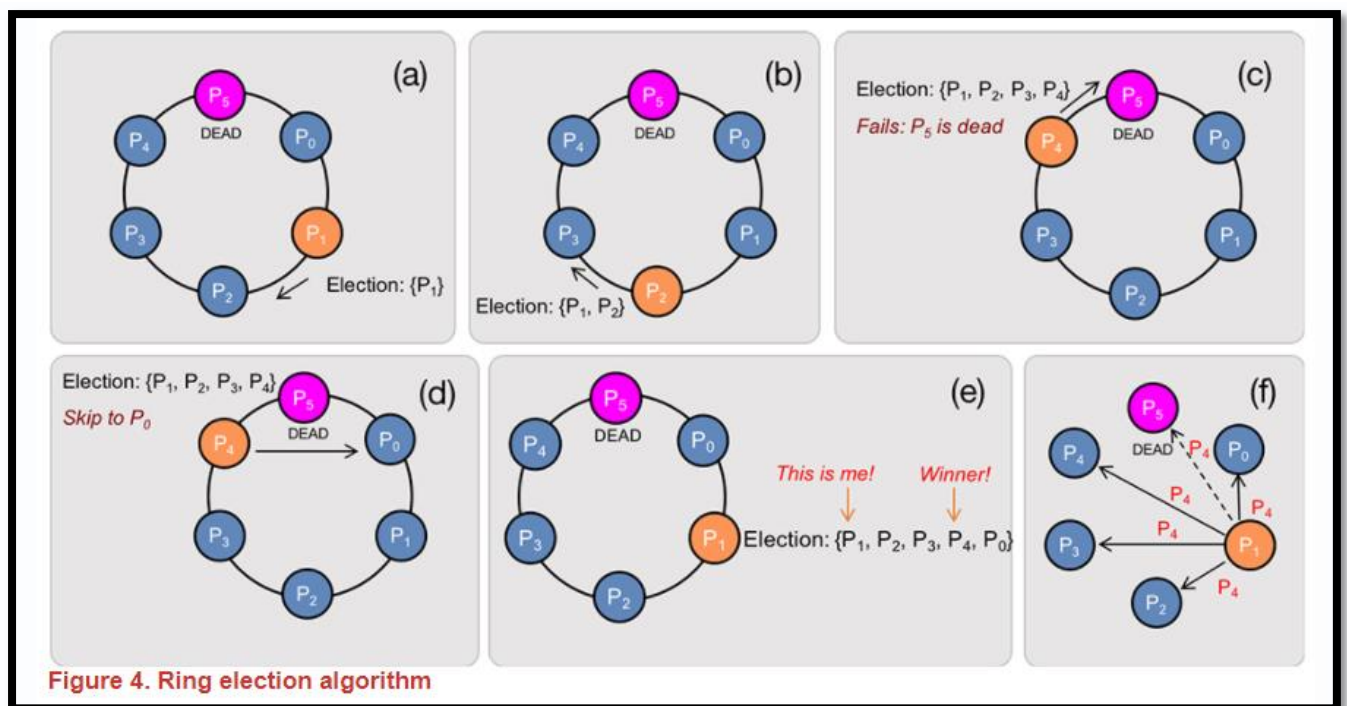 (a)
P5
DEAD
P4
P0
P3
P1
P2
Election: {P1}
(b)
P5
DEAD
P4
P0
P3
P1
P2
Election: {P1, P2}
(c)
Election: {P1, P2, P3, P4}
Fails: P5 is dead
P5
DEAD
P4
P0
P3
P1
P2
Election: {P1, P2, P3, P4}
Skip to P0
(d)
P5
DEAD
P4
P0
P3
P1
P2
(e)
P5
DEAD
P4
P0
This is me! Winner!
P3
P1
Election: {P1, P2, P3, P4, P0}
P2
(f)
P5
DEAD
P4
P0
P4
P4
P4
P4
P3
P1
P4
P2
Figure 4. Ring election algorithm